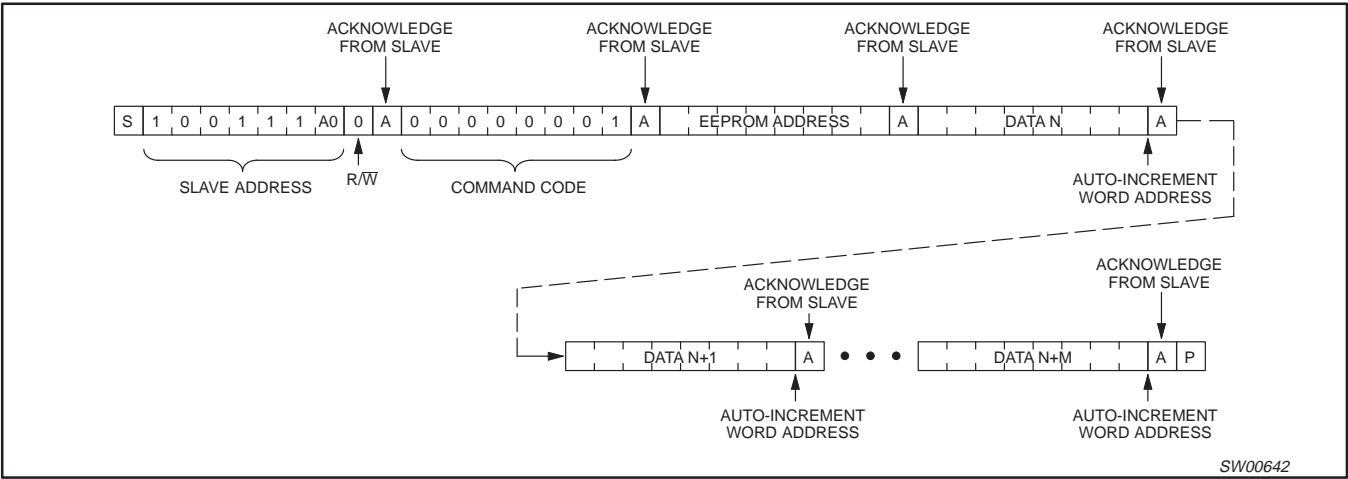 ACKNOWLEDGE ACKNOWLEDGE ACKNOWLEDGE ACKNOWLEDGE
FROM SLAVE FROM SLAVE FROM SLAVE FROM SLAVE
S 1 0 0 1 1 1 A0 0 A 0 0 0 0 0 0 0 1 A EEPROM ADDRESS A DATA N A
SLAVE ADDRESS R/W̅ COMMAND CODE AUTO-INCREMENT
WORD ADDRESS
ACKNOWLEDGE ACKNOWLEDGE
FROM SLAVE FROM SLAVE
DATA N+1 A • • • DATA N+M A P
AUTO-INCREMENT AUTO-INCREMENT
WORD ADDRESS WORD ADDRESS
SW00642